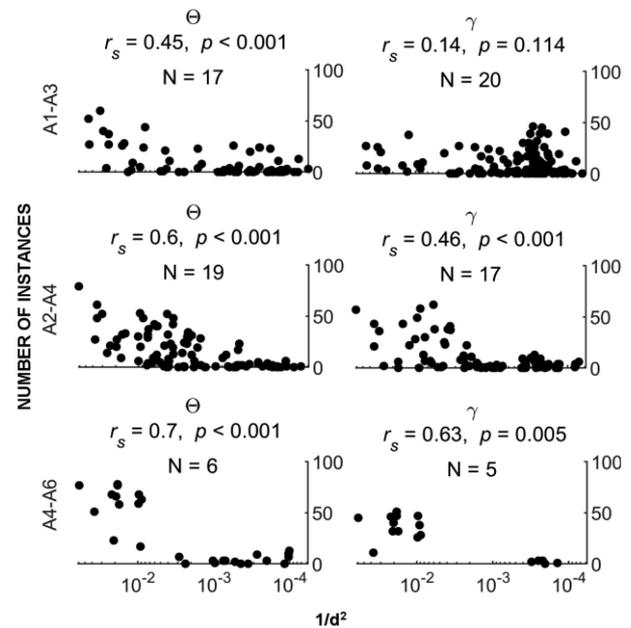 Θ
r_s = 0.45, p < 0.001
N = 17
100
50
0
A1-A3
γ
r_s = 0.14, p = 0.114
N = 20
100
50
0
Θ
r_s = 0.6, p < 0.001
N = 19
100
50
0
A2-A4
NUMBER OF INSTANCES
γ
r_s = 0.46, p < 0.001
N = 17
100
50
0
Θ
r_s = 0.7, p < 0.001
N = 6
100
50
0
A4-A6
10^-2 10^-3 10^-4
γ
r_s = 0.63, p = 0.005
N = 5
100
50
0
10^-2 10^-3 10^-4
1/d²